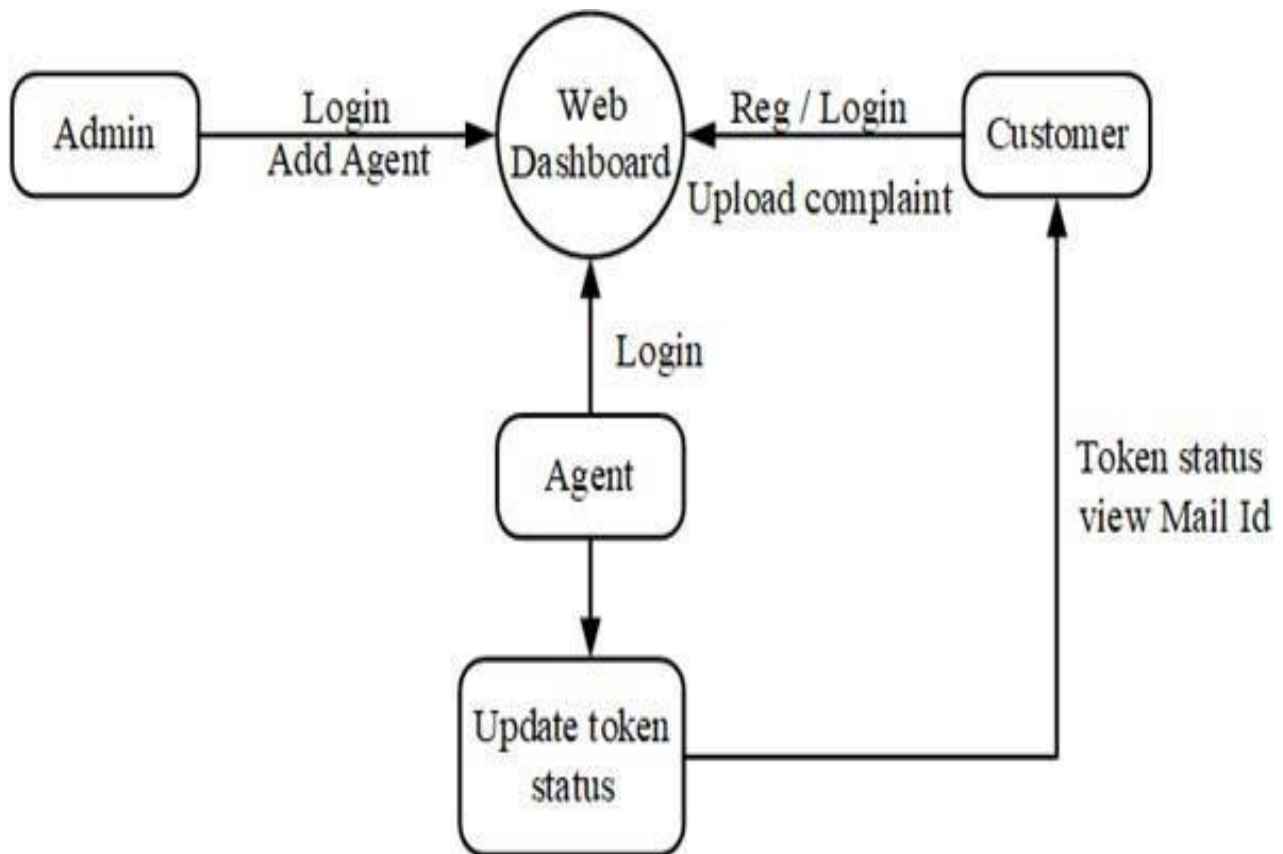 Admin
Login
Add Agent
Web
Dashboard
Reg / Login
Upload complaint
Customer
Login
Agent
Token status
view Mail Id
Update token
status